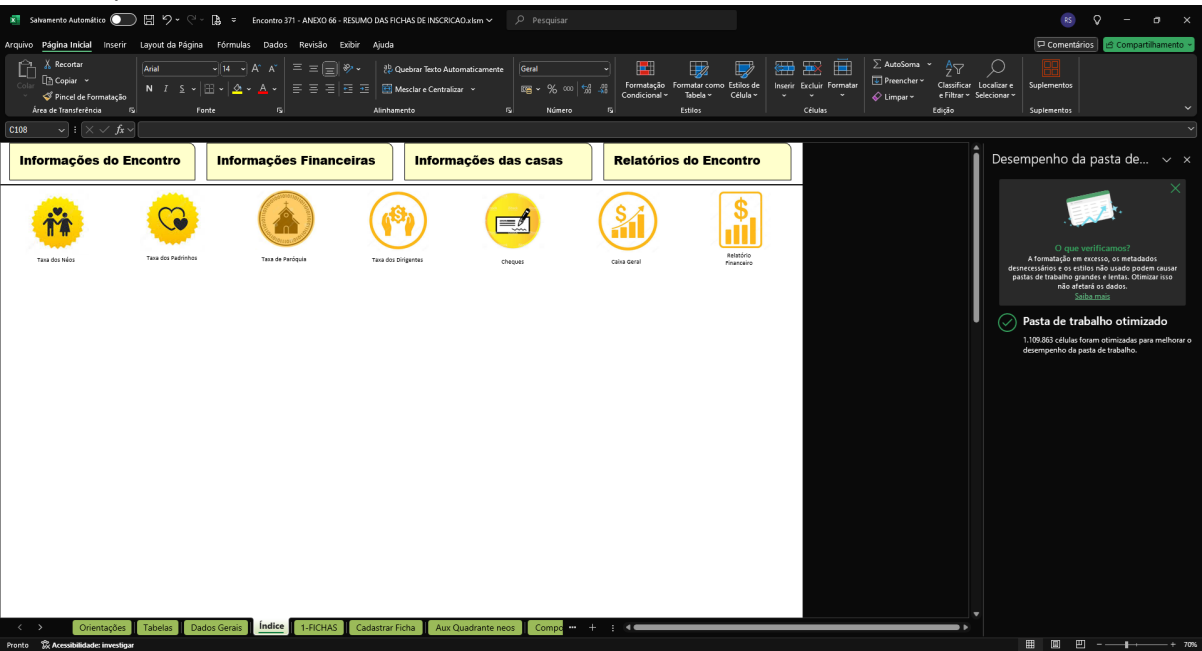 Salvamento Automático
Encontro 371 - ANEXO 66 - RESUMO DAS FICHAS DE INSCRICAO.xlsm
Pesquisar
RS
Arquivo Página Inicial Inserir Layout da Página Fórmulas Dados Revisão Exibir Ajuda
Comentários
Compartilhamento
Colar
Recortar
Copiar
Pincel de Formatação
Área de Transferência
Arial 14
N I S
Fonte
Quebrar Texto Automaticamente
Mesclar e Centralizar
Alinhamento
Geral
% 000
Número
Formatação Condicional
Formatar como Tabela
Estilos de Célula
Estilos
Inserir Excluir Formatar
Células
AutoSoma
Preencher
Limpar
Classificar e Filtrar
Localizar e Selecionar
Edição
Suplementos
Suplementos
C108
fx
Informações do Encontro
Informações Financeiras
Informações das casas
Relatórios do Encontro
Taxa dos Néos
Taxa dos Padrinhos
Taxa de Paróquia
Taxa dos Dirigentes
Cheques
Caixa Geral
Relatório
Financeiro
Desempenho da pasta de...
O que verificamos?
A formatação em excesso, os metadados
desnecessários e os estilos não usado podem causar
pastas de trabalho grandes e lentas. Otimizar isso
não afetará os dados.
Saiba mais
Pasta de trabalho otimizado
1.109.863 células foram otimizadas para melhorar o
desempenho da pasta de trabalho.
Orientações Tabelas Dados Gerais Índice 1-FICHAS Cadastrar Ficha Aux Quadrante neos Compo ...
Pronto
Acessibilidade: investigar
70%